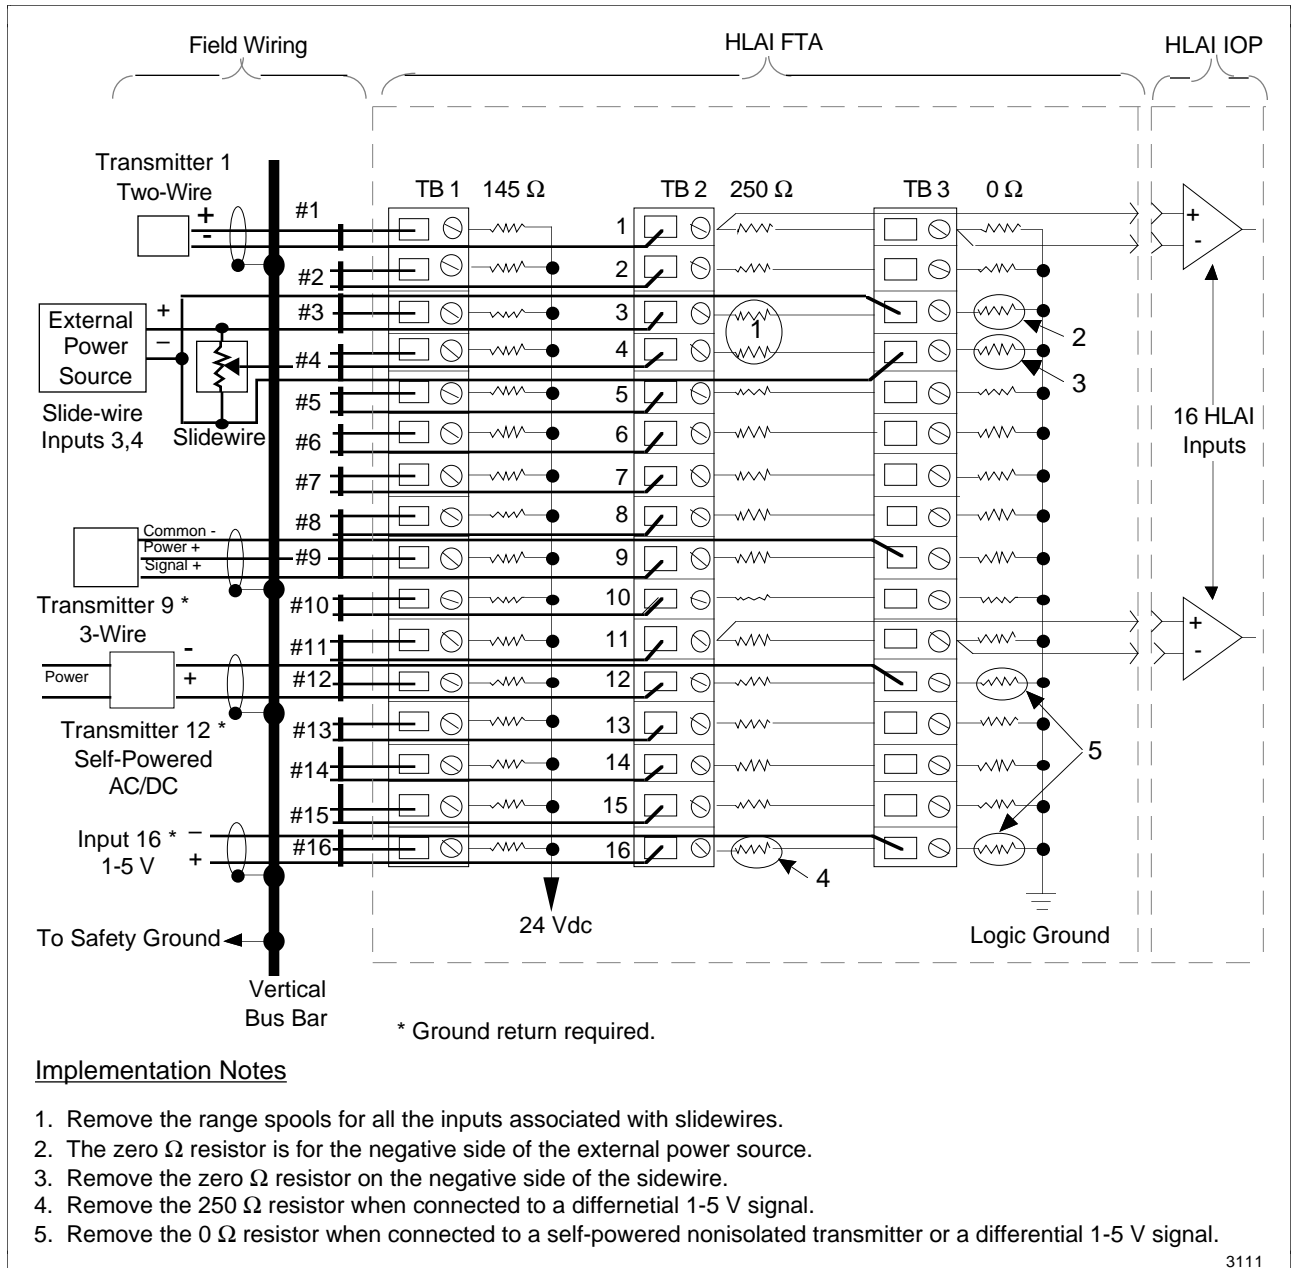 Field Wiring
HLAI FTA
HLAI IOP
Transmitter 1
Two-Wire
+
-
#1
TB 1
145 Ω
TB 2
250 Ω
TB 3
0 Ω
1
+
-
#2
2
External
Power
Source
+
–
#3
3
1
2
#4
4
3
Slide-wire
Inputs 3,4
Slidewire
#5
5
16 HLAI
Inputs
#6
6
#7
7
#8
8
Common -
Power +
Signal +
#9
9
Transmitter 9 *
3-Wire
#10
10
#11
11
+
-
Power
-
+
#12
12
Transmitter 12 *
Self-Powered
AC/DC
#13
13
#14
14
5
#15
15
Input 16 *
1-5 V
–
+
#16
16
4
24 Vdc
Logic Ground
To Safety Ground
Vertical
Bus Bar
* Ground return required.
Implementation Notes
1. Remove the range spools for all the inputs associated with slidewires.
2. The zero Ω resistor is for the negative side of the external power source.
3. Remove the zero Ω resistor on the negative side of the sidewire.
4. Remove the 250 Ω resistor when connected to a differnetial 1-5 V signal.
5. Remove the 0 Ω resistor when connected to a self-powered nonisolated transmitter or a differential 1-5 V signal.
3111